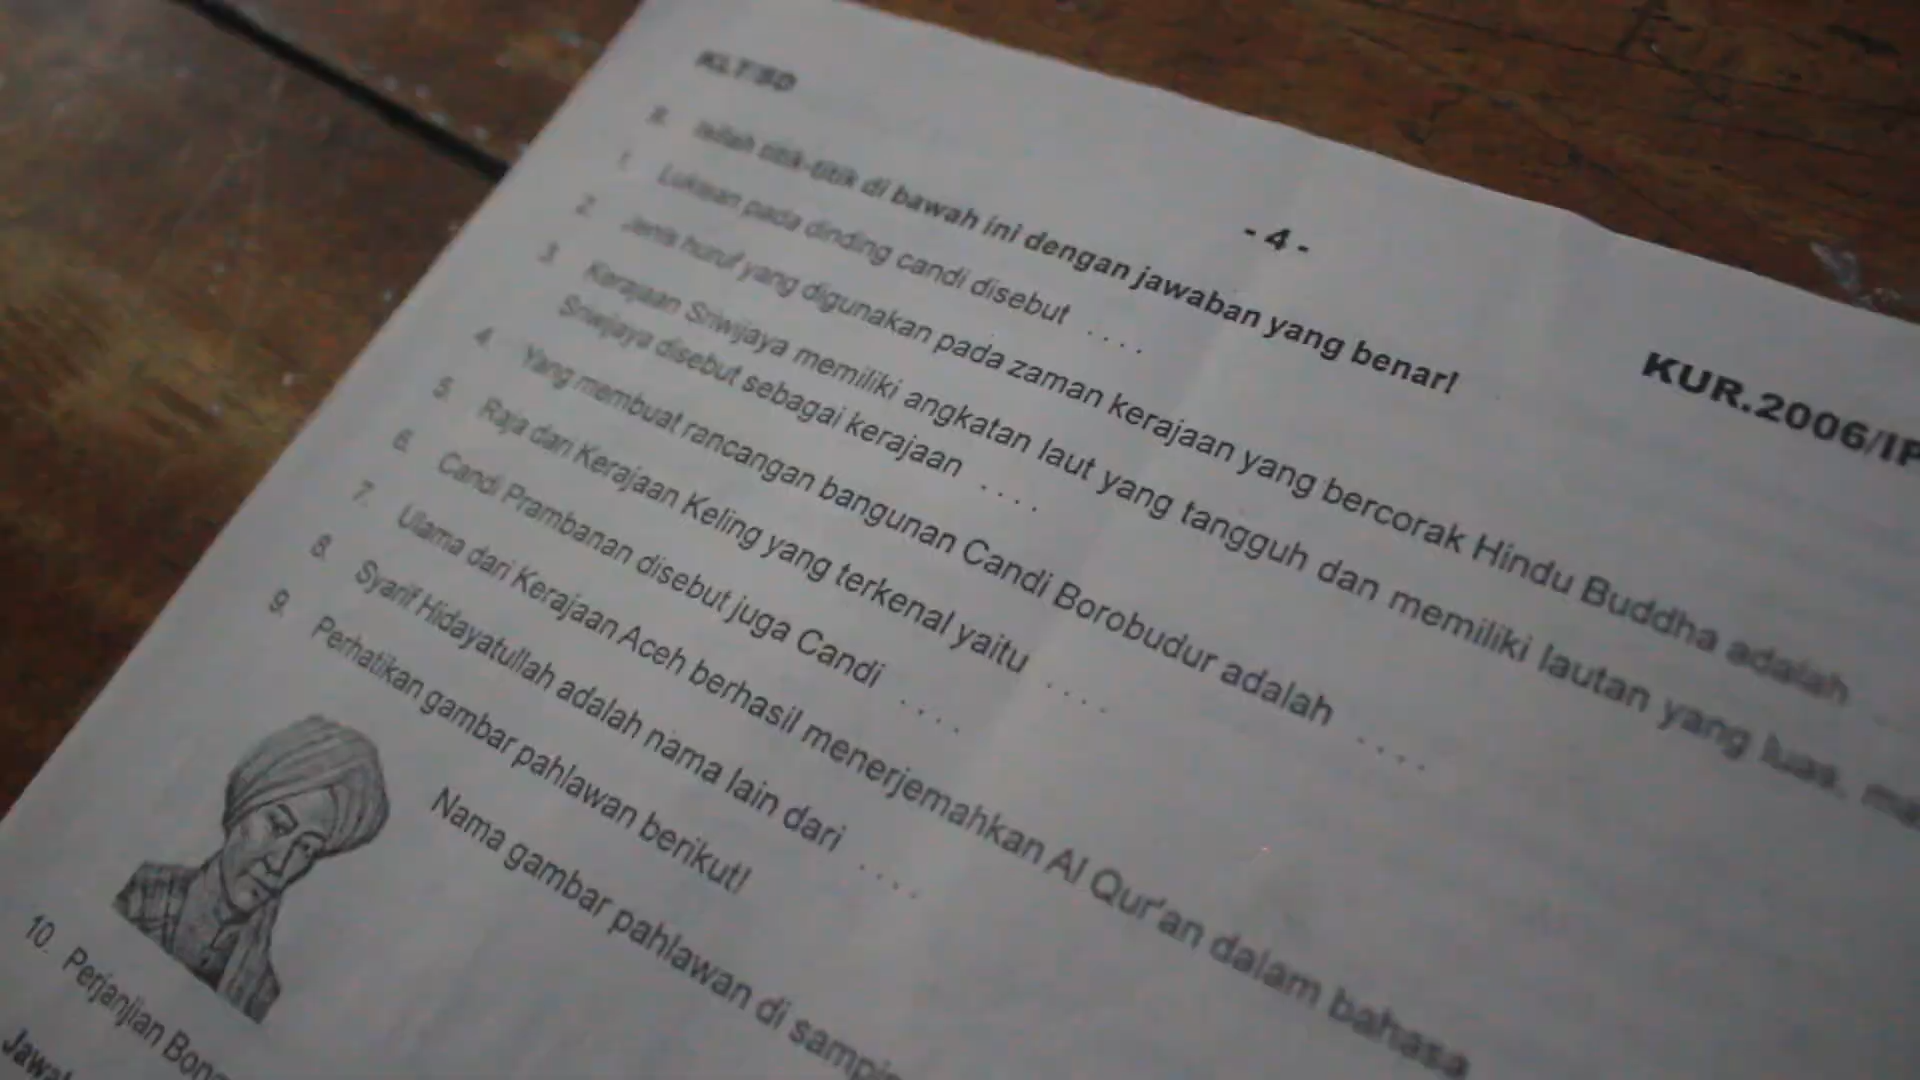 KLT/SD
- 4 -
KUR.2006/IP
II. Isilah titik-titik di bawah ini dengan jawaban yang benar!
1. Lukisan pada dinding candi disebut ....
2. Jenis huruf yang digunakan pada zaman kerajaan yang bercorak Hindu Buddha adalah ....
3. Kerajaan Sriwijaya memiliki angkatan laut yang tangguh dan memiliki lautan yang luas, ma
Sriwijaya disebut sebagai kerajaan ....
4. Yang membuat rancangan bangunan Candi Borobudur adalah ....
5. Raja dari Kerajaan Keling yang terkenal yaitu ....
6. Candi Prambanan disebut juga Candi ....
7. Ulama dari Kerajaan Aceh berhasil menerjemahkan Al Qur'an dalam bahasa
8. Syarif Hidayatullah adalah nama lain dari ....
9. Perhatikan gambar pahlawan berikut!
Nama gambar pahlawan di sampin
10. Perjanjian Bong
Jawab